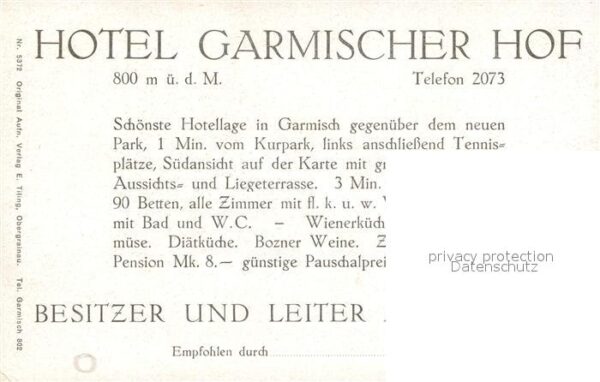 HOTEL GARMISCHER HOF
800 m ü. d. M. Telefon 2073
Schönste Hotellage in Garmisch gegenüber dem neuen
Park, 1 Min. vom Kurpark, links anschließend Tennis-
plätze, Südansicht auf der Karte mit
Aussichts- und Liegeterrasse. 3 Min.
90 Betten, alle Zimmer mit fl. k. u. w.
mit Bad und W.C. –
müse. Diätküche. Bozner Weine.
Pension Mk. 8.— günstige
BESITZER UND LEITER
Empfohlen durch
Nr. 5372 Original Aufn. Verlag E. Tiling, Obergrainau. Tel. Garmisch 802
privacy protection
Datenschutz